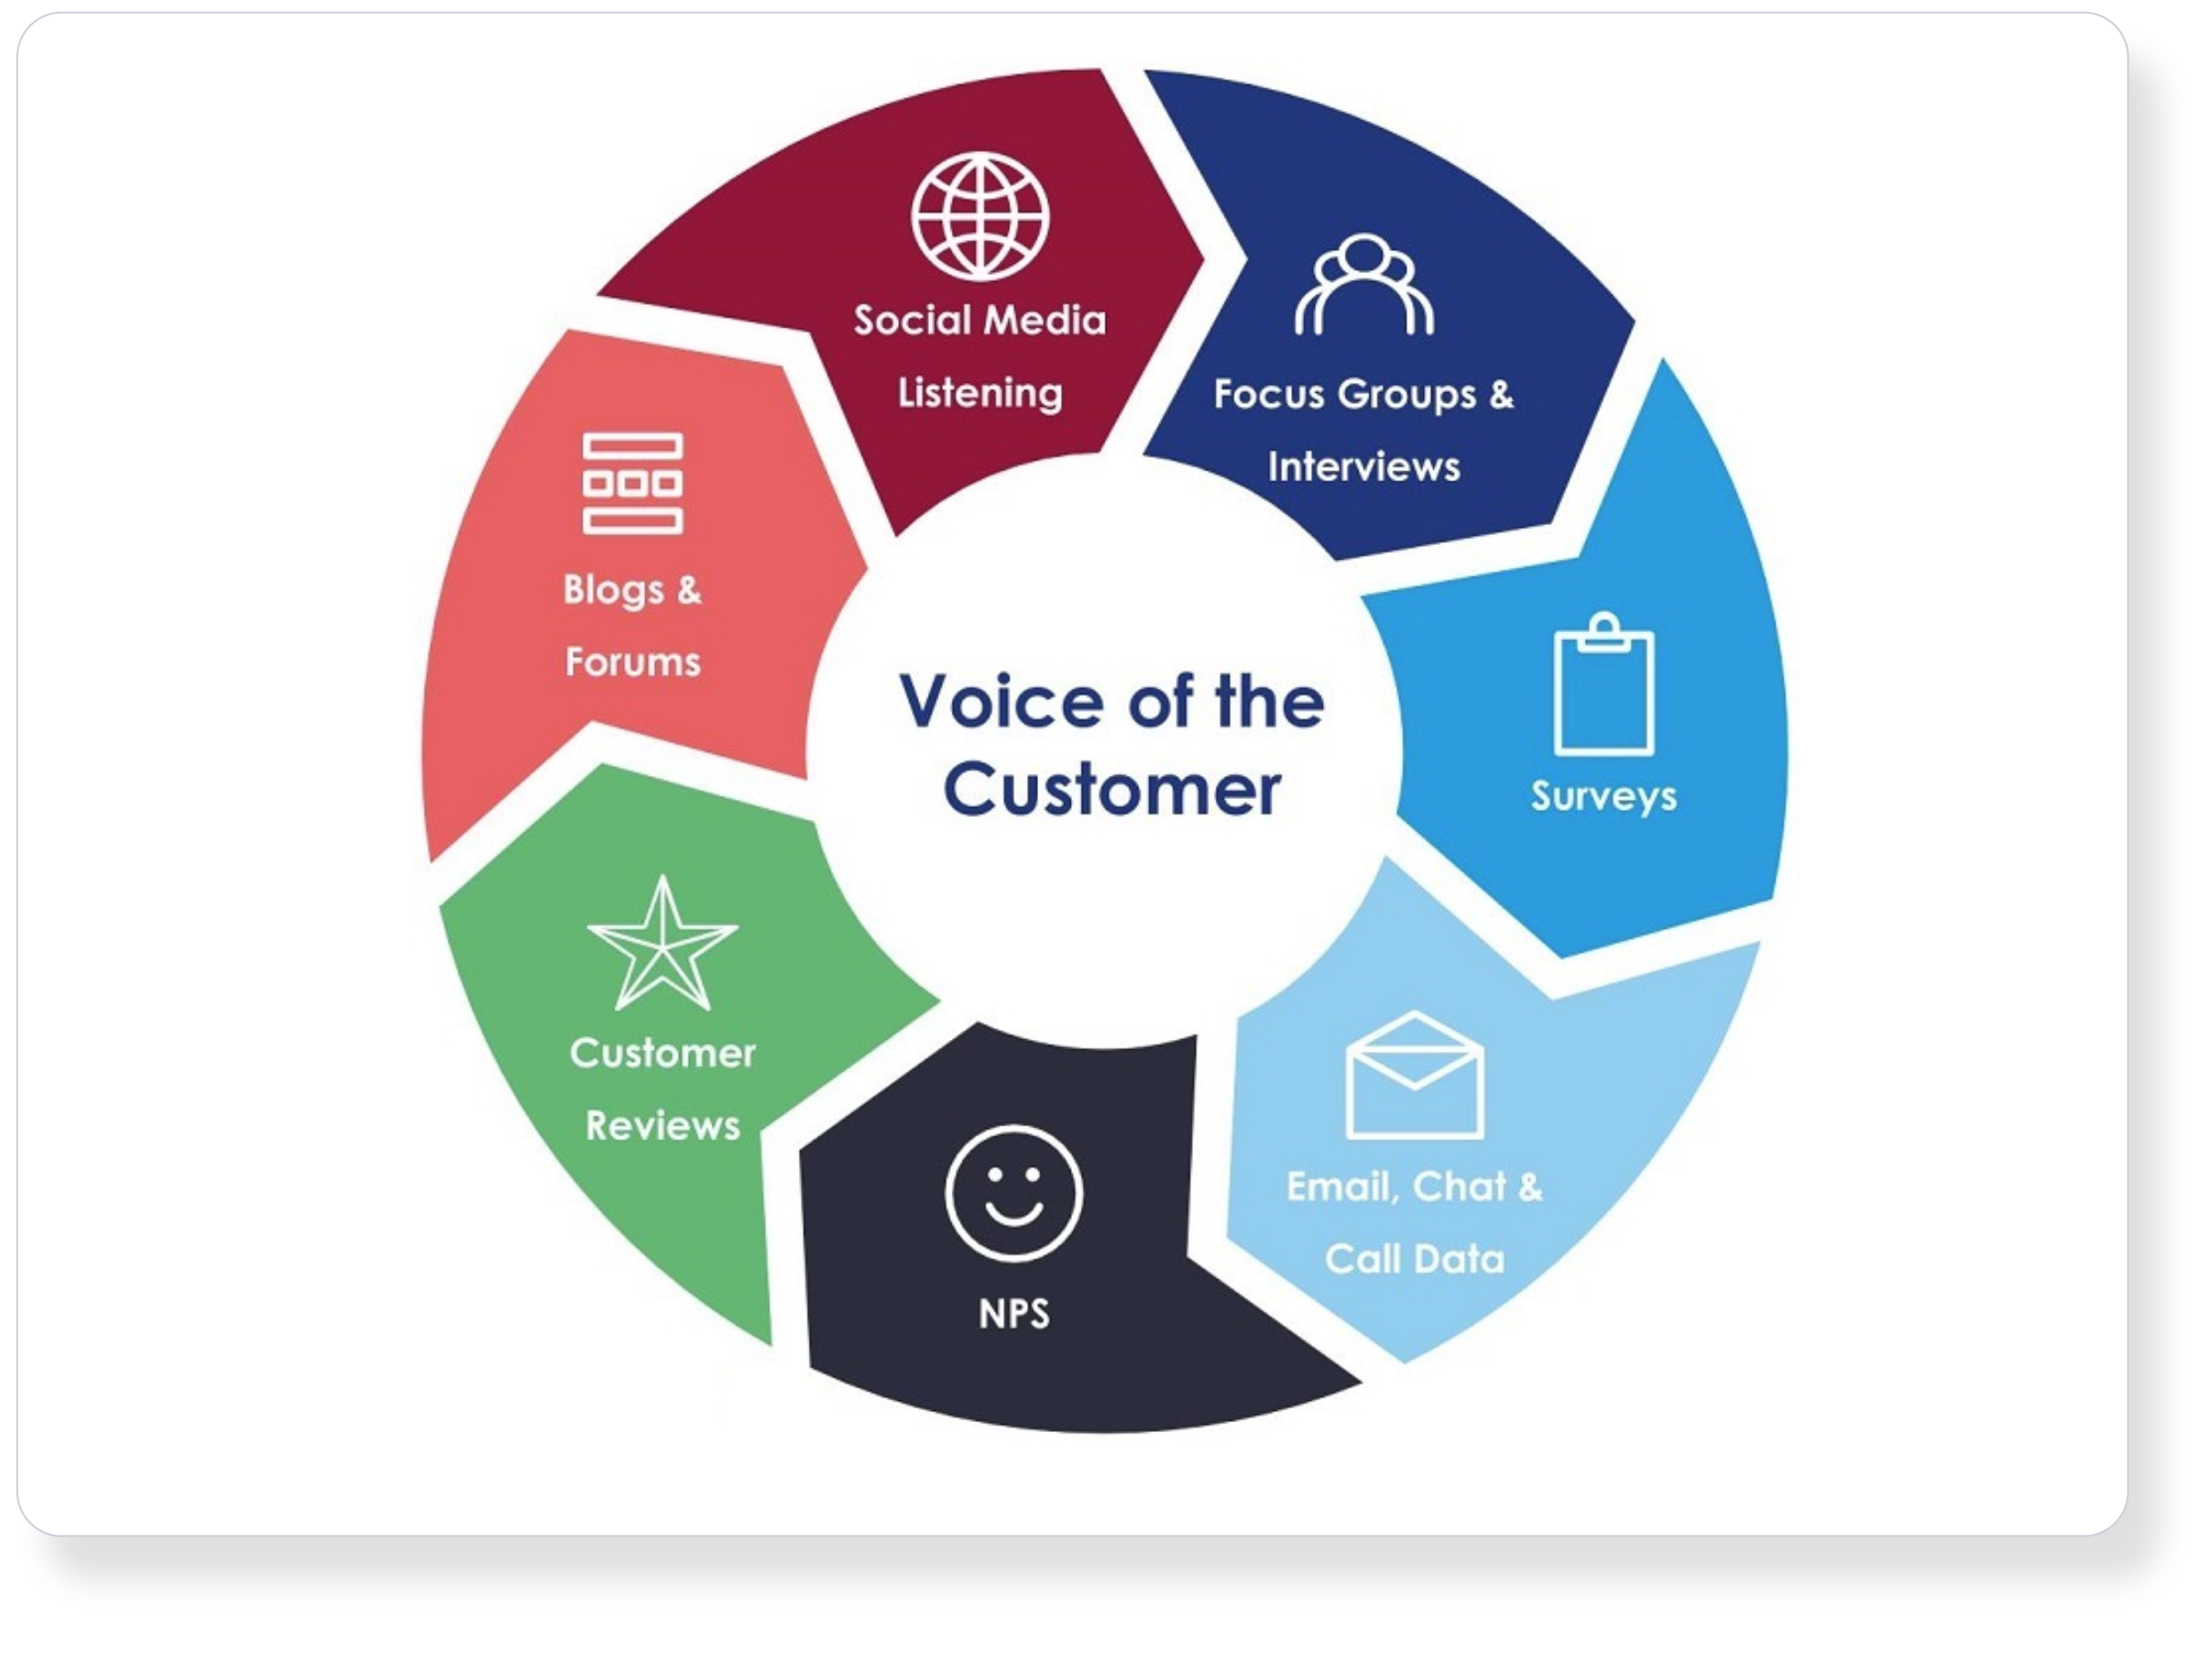 Social Media
Listening
Focus Groups &
Interviews
Surveys
Email, Chat &
Call Data
NPS
Customer
Reviews
Blogs &
Forums
Voice of the
Customer